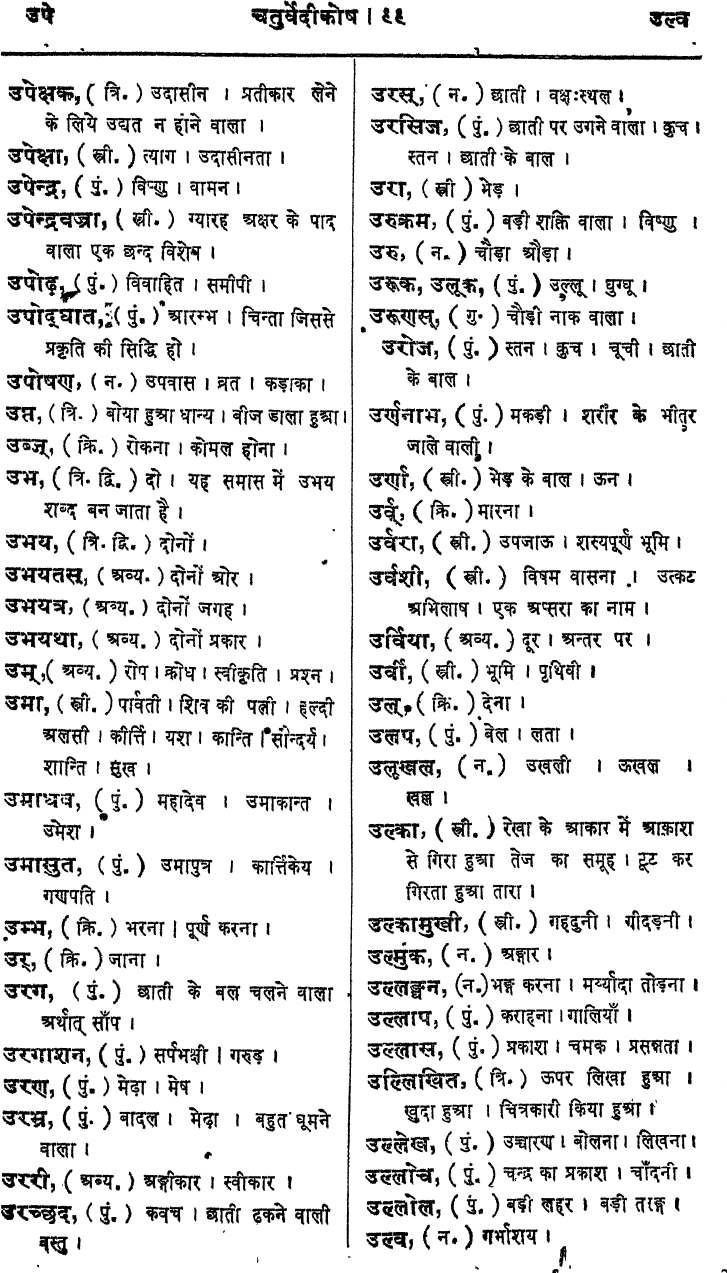 उपे
चतुर्वेदीकोष । ९९
उल्व
उपेक्षक, ( त्रि. ) उदासीन । प्रतीकार लेने
के लिये उद्यत न होने वाला ।
उपेक्षा, ( स्त्री. ) त्याग । उदासीनता ।
उपेन्द्र, ( पुं. ) विष्णु । वामन ।
उपेन्द्रवज्रा, ( स्त्री. ) ग्यारह अक्षर के पाद
वाला एक छन्द विशेष ।
उपोढ़, ( पुं. ) विवाहित । समीपी ।
उपोद्घात, ( पुं. ) आरम्भ । चिन्ता जिससे
प्रकृति की सिद्धि हो ।
उपोषण, ( न. ) उपवास । व्रत । कड़ाका ।
उप्त, ( त्रि. ) बोया हुआ धान्य । बीज डाला हुआ ।
उब्ज्, ( क्रि. ) रोकना । कोमल होना ।
उभ, ( त्रि. द्वि. ) दो । यह समास में उभय
शब्द बन जाता है ।
उभय, ( त्रि. द्वि. ) दोनों ।
उभयतस्, ( अव्य. ) दोनों ओर ।
उभयत्र, ( अव्य. ) दोनों जगह ।
उभयथा, ( अव्य. ) दोनों प्रकार ।
उम्, ( अव्य. ) रोप । क्रोध । स्वीकृति । प्रश्न ।
उमा, ( स्त्री. ) पार्वती । शिव की पत्नी । हल्दी
अलसी । कीर्त्ति । यश । कान्ति । सौन्दर्य ।
शान्ति । सुख ।
उमाधव, ( पुं. ) महादेव । उमाकान्त ।
उमेश ।
उमासुत, ( पुं. ) उमापुत्र । कार्त्तिकेय ।
गणपति ।
उम्भ, ( क्रि. ) भरना । पूर्ण करना ।
उर्, ( क्रि. ) जाना ।
उरग, ( पुं. ) छाती के बल चलने वाला
अर्थात् साँप ।
उरगाशन, ( पुं. ) सर्पभक्षी । गरुड़ ।
उरण, ( पुं. ) मेढ़ा । मेष ।
उरभ्र, ( पुं. ) बादल । मेढ़ा । बहुत घूमने
वाला ।
उररी, ( अव्य. ) अङ्गीकार । स्वीकार ।
उरच्छद, ( पुं. ) कवच । छाती ढकने वाली
वस्तु ।
उरस्, ( न. ) छाती । वक्षःस्थल ।
उरसिज, ( पुं. ) छाती पर उगने वाला । कुच ।
स्तन । छाती के बाल ।
उरा, ( स्त्री ) भेड़ ।
उरुक्रम, ( पुं. ) बड़ी शक्ति वाला । विष्णु ।
उरु, ( न. ) चौड़ा औड़ा ।
उरूक, उलूक, ( पुं. ) उल्लू । घुग्घू ।
उरूणस्, ( गु. ) चौड़ी नाक वाला ।
उरोज, ( पुं. ) स्तन । कुच । चूची । छाती
के बाल ।
उर्णनाभ, ( पुं. ) मकड़ी । शरीर के भीतर
जाले वाली ।
उर्णा, ( स्त्री. ) भेड़ के बाल । ऊन ।
उर्व्, ( क्रि. ) मारना ।
उर्वरा, ( स्त्री. ) उपजाऊ । शस्यपूर्ण भूमि ।
उर्वशी, ( स्त्री. ) विषम वासना । उत्कट
अभिलाष । एक अप्सरा का नाम ।
उर्विया, ( अव्य. ) दूर । अन्तर पर ।
उर्वी, ( स्त्री. ) भूमि । पृथिवी ।
उल्, ( क्रि. ) देना ।
उलप, ( पुं. ) बेल । लता ।
उलूखल, ( न. ) उखली । ऊखल ।
खल्ल ।
उल्का, ( स्त्री. ) रेखा के आकार में आकाश
से गिरा हुआ तेज का समूह । टूट कर
गिरता हुआ तारा ।
उल्कामुखी, ( स्त्री. ) गहदुनी । गीदड़नी ।
उल्मुक, ( न. ) अङ्गार ।
उल्लङ्घन, (न.) भङ्ग करना । मर्य्यादा तोड़ना ।
उल्लाप, ( पुं. ) कराहना । गालियाँ ।
उल्लास, ( पुं. ) प्रकाश । चमक । प्रसन्नता ।
उल्लिखित, ( त्रि. ) ऊपर लिखा हुआ ।
खुदा हुआ । चित्रकारी किया हुआ ।
उल्लेख, ( पुं. ) उच्चारण । बोलना । लिखना ।
उल्लोच, ( पुं. ) चन्द्र का प्रकाश । चाँदनी ।
उल्लोल, ( पुं. ) बड़ी लहर । बड़ी तरङ्ग ।
उल्व, ( न. ) गर्भाशय ।